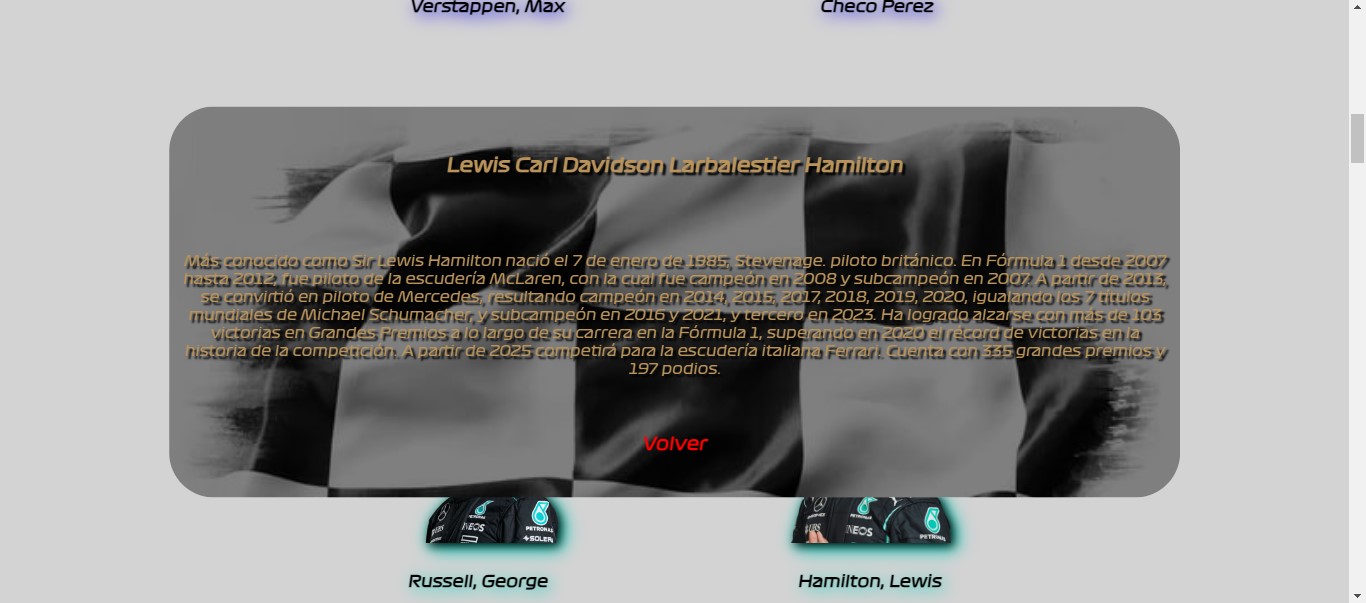 Verstappen, Max
Checo Perez
Lewis Carl Davidson Larbalestier Hamilton
Más conocido como Sir Lewis Hamilton nació el 7 de enero de 1985, Stevenage. piloto británico. En Fórmula 1 desde 2007
hasta 2012, fue piloto de la escudería McLaren, con la cual fue campeón en 2008 y subcampeón en 2007. A partir de 2013,
se convirtió en piloto de Mercedes, resultando campeón en 2014, 2015, 2017, 2018, 2019, 2020, igualando los 7 títulos
mundiales de Michael Schumacher, y subcampeón en 2016 y 2021, y tercero en 2023. Ha logrado alzarse con más de 103
victorias en Grandes Premios a lo largo de su carrera en la Fórmula 1, superando en 2020 el récord de victorias en la
historia de la competición. A partir de 2025 competirá para la escudería italiana Ferrari. Cuenta con 335 grandes premios y
197 podios.
Volver
INEOS
PETRONAS
INEOS
Russell, George
Hamilton, Lewis